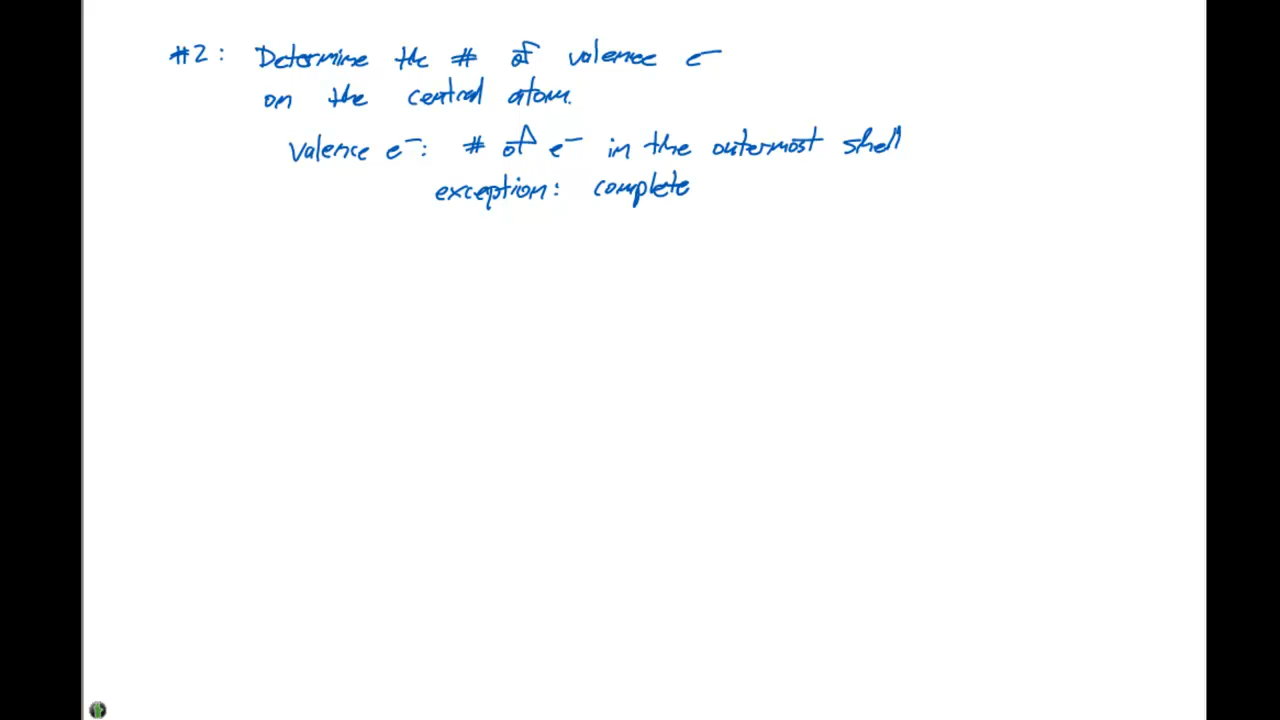 #2: Determine the # of valence e⁻
on the central atom.
valence e⁻: # of e⁻ in the outermost shell
exception: complete